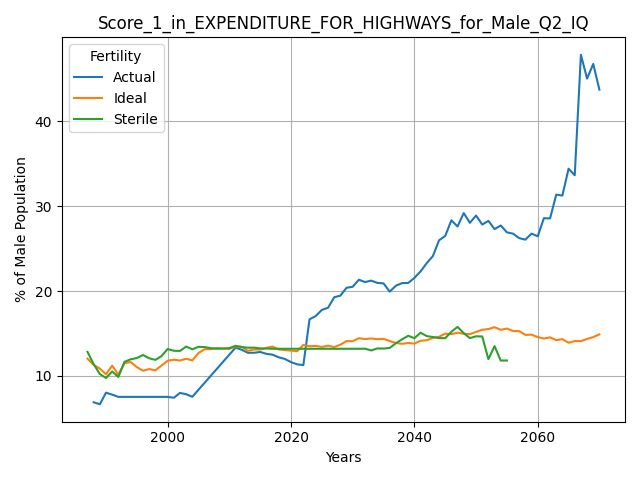 Score_1_in_EXPENDITURE_FOR_HIGHWAYS_for_Male_Q2_IQ
Fertility
Actual
Ideal
Sterile
% of Male Population
40
30
20
10
2000
2020
2040
2060
Years